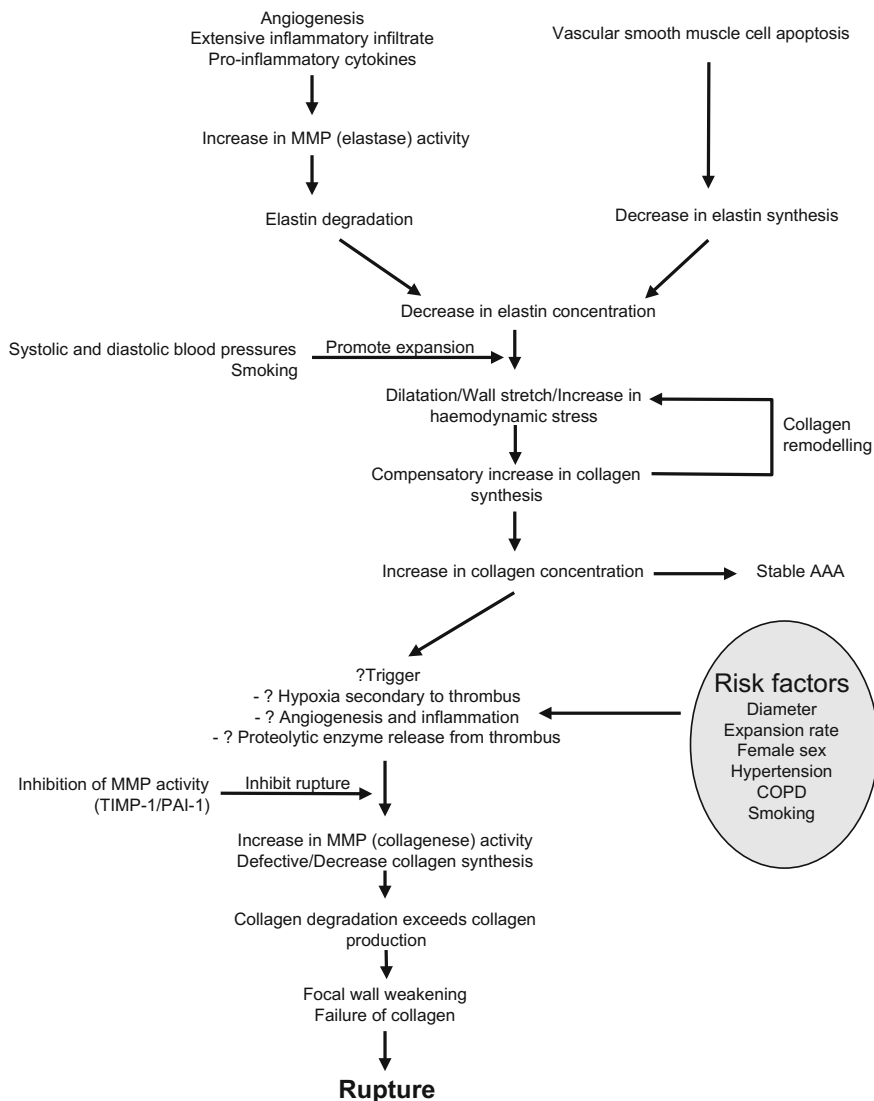 Angiogenesis
Extensive inflammatory infiltrate
Pro-inflammatory cytokines
Vascular smooth muscle cell apoptosis
Increase in MMP (elastase) activity
Elastin degradation
Decrease in elastin synthesis
Decrease in elastin concentration
Systolic and diastolic blood pressures
Smoking
Promote expansion
Dilatation/Wall stretch/Increase in
haemodynamic stress
Collagen
remodelling
Compensatory increase in collagen
synthesis
Increase in collagen concentration
Stable AAA
?Trigger
- ? Hypoxia secondary to thrombus
- ? Angiogenesis and inflammation
- ? Proteolytic enzyme release from thrombus
Risk factors
Diameter
Expansion rate
Female sex
Hypertension
COPD
Smoking
Inhibition of MMP activity
(TIMP-1/PAI-1)
Inhibit rupture
Increase in MMP (collagenese) activity
Defective/Decrease collagen synthesis
Collagen degradation exceeds collagen
production
Focal wall weakening
Failure of collagen
Rupture